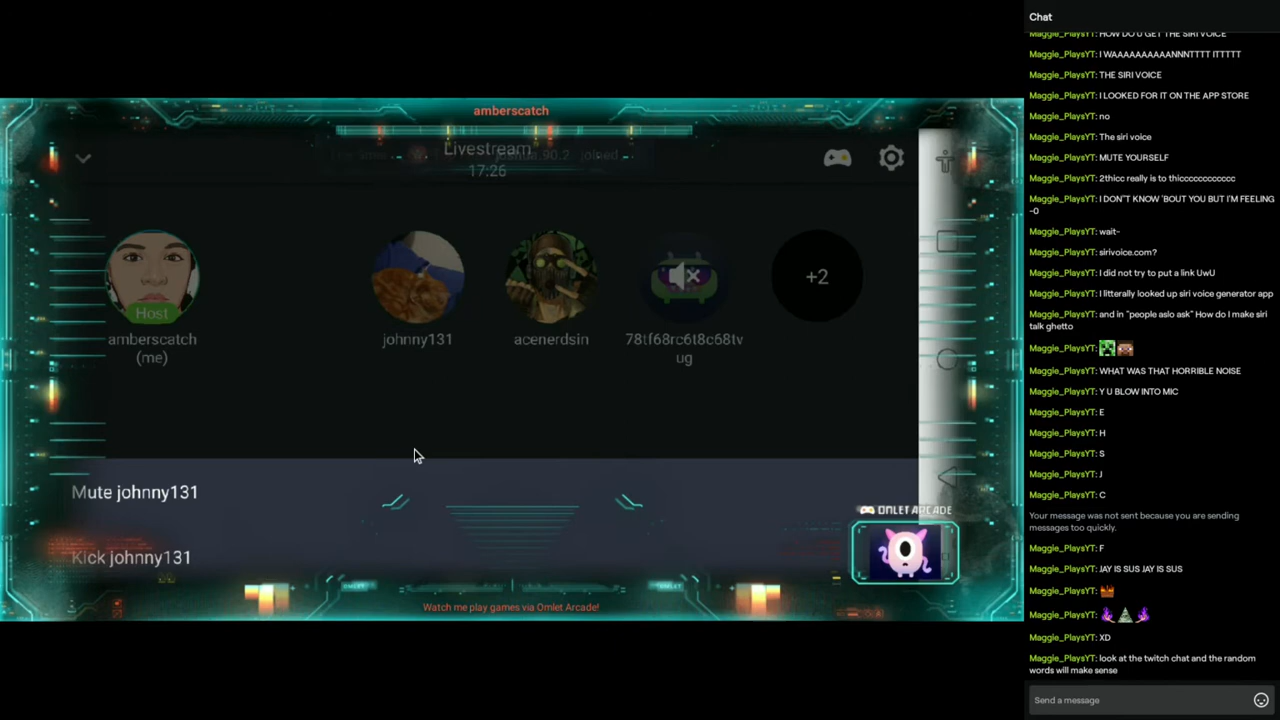 amberscatch
Livestream
joshua.90.2 joined
17:26
Host
amberscatch
(me)
johnny131
acenerdsin
78tf68rc6t8c68tv
ug
+2
Mute johnny131
Kick johnny131
OMLET ARCADE
Watch me play games via Omlet Arcade!
Chat
Maggie_PlaysYT: HOW DO U GET THE SIRI VOICE
Maggie_PlaysYT: I WAAAAAAAAAANNNTTTT ITTTTT
Maggie_PlaysYT: THE SIRI VOICE
Maggie_PlaysYT: I LOOKED FOR IT ON THE APP STORE
Maggie_PlaysYT: no
Maggie_PlaysYT: The siri voice
Maggie_PlaysYT: MUTE YOURSELF
Maggie_PlaysYT: 2thicc really is to thicccccccccccc
Maggie_PlaysYT: I DON"T KNOW 'BOUT YOU BUT I'M FEELING
-0
Maggie_PlaysYT: wait-
Maggie_PlaysYT: sirivoice.com?
Maggie_PlaysYT: I did not try to put a link UwU
Maggie_PlaysYT: I litterally looked up siri voice generator app
Maggie_PlaysYT: and in "people aslo ask" How do I make siri
talk ghetto
Maggie_PlaysYT:
Maggie_PlaysYT: WHAT WAS THAT HORRIBLE NOISE
Maggie_PlaysYT: Y U BLOW INTO MIC
Maggie_PlaysYT: E
Maggie_PlaysYT: H
Maggie_PlaysYT: S
Maggie_PlaysYT: J
Maggie_PlaysYT: C
Your message was not sent because you are sending
messages too quickly.
Maggie_PlaysYT: F
Maggie_PlaysYT: JAY IS SUS JAY IS SUS
Maggie_PlaysYT:
Maggie_PlaysYT:
Maggie_PlaysYT: XD
Maggie_PlaysYT: look at the twitch chat and the random
words will make sense
Send a message